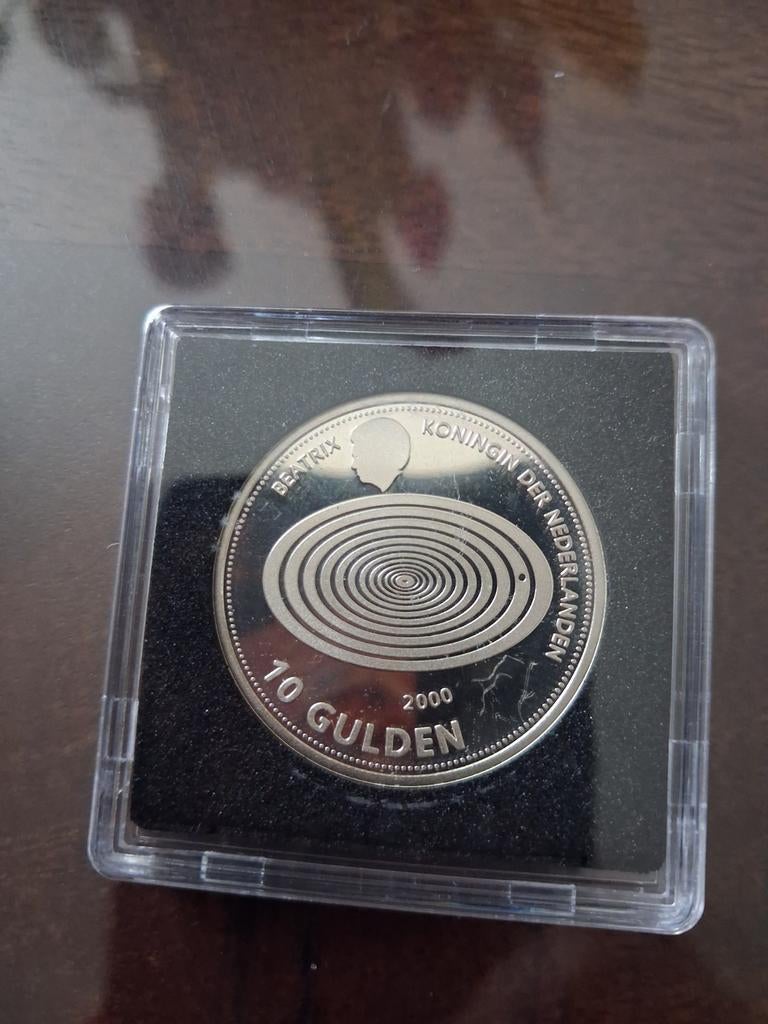 BEATRIX
KONINGIN DER NEDERLANDEN
2000
10 GULDEN